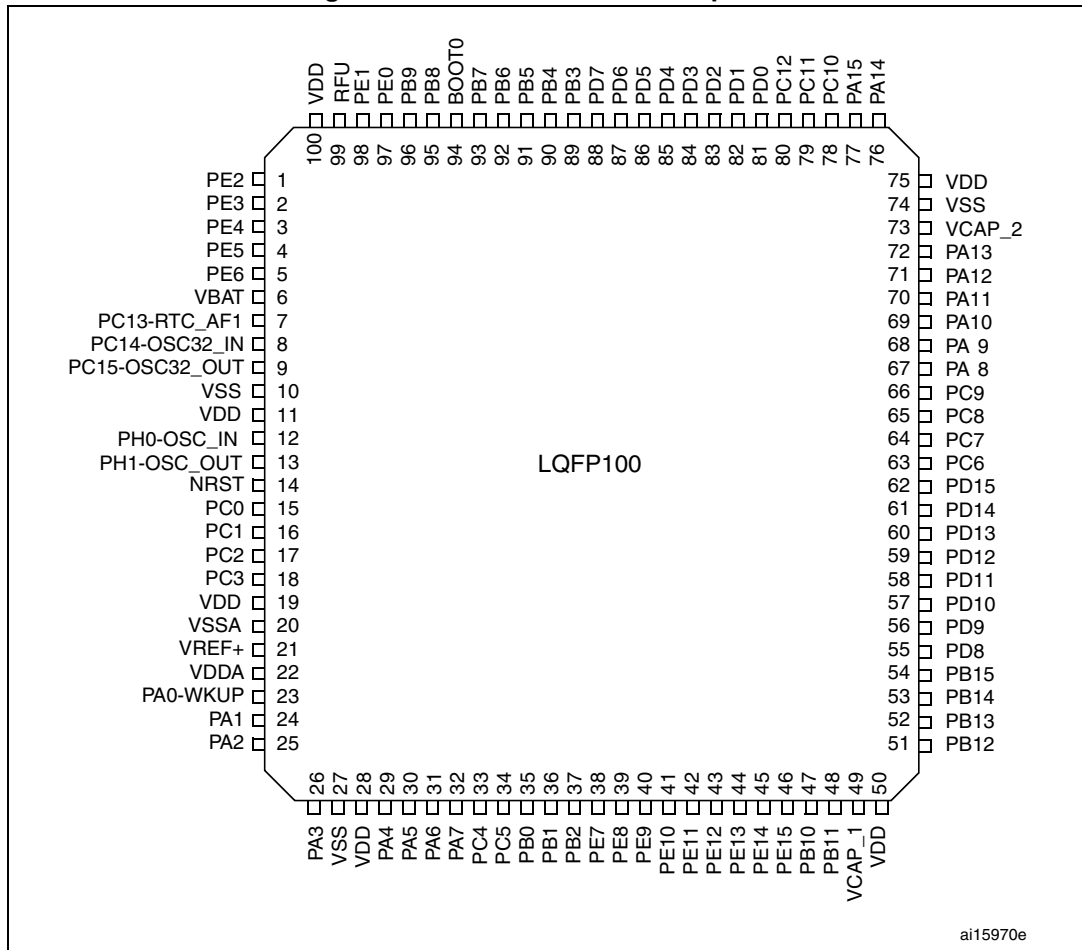 VDD RFU PE1 PE0 PB9 PB8 BOOT0 PB7 PB6 PB5 PB4 PB3 PD7 PD6 PD5 PD4 PD3 PD2 PD1 PD0 PC12 PC11 PC10 PA15 PA14
100 99 98 97 96 95 94 93 92 91 90 89 88 87 86 85 84 83 82 81 80 79 78 77 76
PE2 1 75 VDD
PE3 2 74 VSS
PE4 3 73 VCAP_2
PE5 4 72 PA13
PE6 5 71 PA12
VBAT 6 70 PA11
PC13-RTC_AF1 7 69 PA10
PC14-OSC32_IN 8 68 PA 9
PC15-OSC32_OUT 9 67 PA 8
VSS 10 66 PC9
VDD 11 65 PC8
PH0-OSC_IN 12 64 PC7
PH1-OSC_OUT 13 LQFP100 63 PC6
NRST 14 62 PD15
PC0 15 61 PD14
PC1 16 60 PD13
PC2 17 59 PD12
PC3 18 58 PD11
VDD 19 57 PD10
VSSA 20 56 PD9
VREF+ 21 55 PD8
VDDA 22 54 PB15
PA0-WKUP 23 53 PB14
PA1 24 52 PB13
PA2 25 51 PB12
26 27 28 29 30 31 32 33 34 35 36 37 38 39 40 41 42 43 44 45 46 47 48 49 50
PA3 VSS VDD PA4 PA5 PA6 PA7 PC4 PC5 PB0 PB1 PB2 PE7 PE8 PE9 PE10 PE11 PE12 PE13 PE14 PE15 PB10 PB11 VCAP_1 VDD
ai15970e